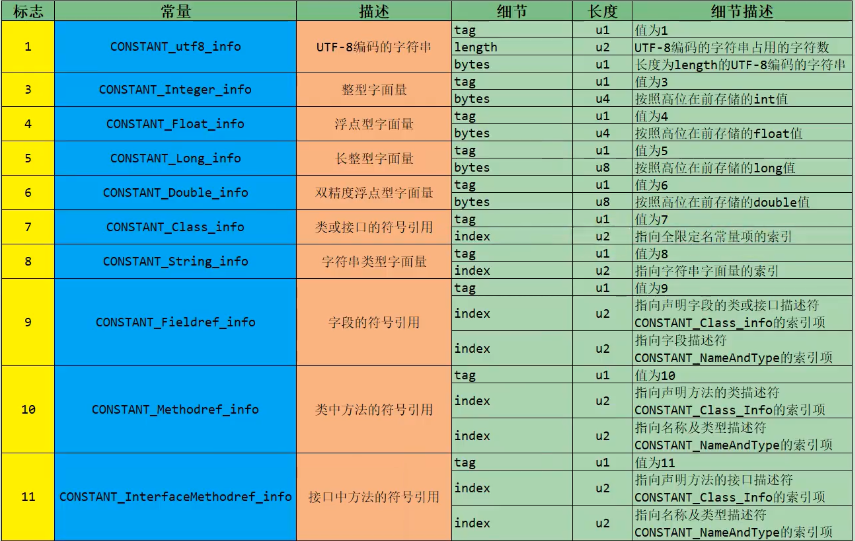 标志 常量 描述 细节 长度 细节描述
1 CONSTANT_utf8_info UTF-8编码的字符串 tag u1 值为1
length u2 UTF-8编码的字符串占用的字符数
bytes u1 长度为length的UTF-8编码的字符串
3 CONSTANT_Integer_info 整型字面量 tag u1 值为3
bytes u4 按照高位在前存储的int值
4 CONSTANT_Float_info 浮点型字面量 tag u1 值为4
bytes u4 按照高位在前存储的float值
5 CONSTANT_Long_info 长整型字面量 tag u1 值为5
bytes u8 按照高位在前存储的long值
6 CONSTANT_Double_info 双精度浮点型字面量 tag u1 值为6
bytes u8 按照高位在前存储的double值
7 CONSTANT_Class_info 类或接口的符号引用 tag u1 值为7
index u2 指向全限定名常量项的索引
8 CONSTANT_String_info 字符串类型字面量 tag u1 值为8
index u2 指向字符串字面量的索引
9 CONSTANT_Fieldref_info 字段的符号引用 tag u1 值为9
index u2 指向声明字段的类或接口描述符
CONSTANT_Class_info的索引项
index u2 指向字段描述符
CONSTANT_NameAndType的索引项
10 CONSTANT_Methodref_info 类中方法的符号引用 tag u1 值为10
index u2 指向声明方法的类描述符
CONSTANT_Class_Info的索引项
index u2 指向名称及类型描述符
CONSTANT_NameAndType的索引项
11 CONSTANT_InterfaceMethodref_info 接口中方法的符号引用 tag u1 值为11
index u2 指向声明方法的接口描述符
CONSTANT_Class_Info的索引项
index u2 指向名称及类型描述符
CONSTANT_NameAndType的索引项